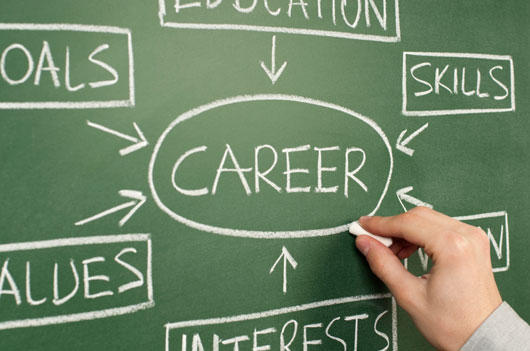 EDUCATION
OALS
SKILLS
CAREER
ALUES
INTERESTS